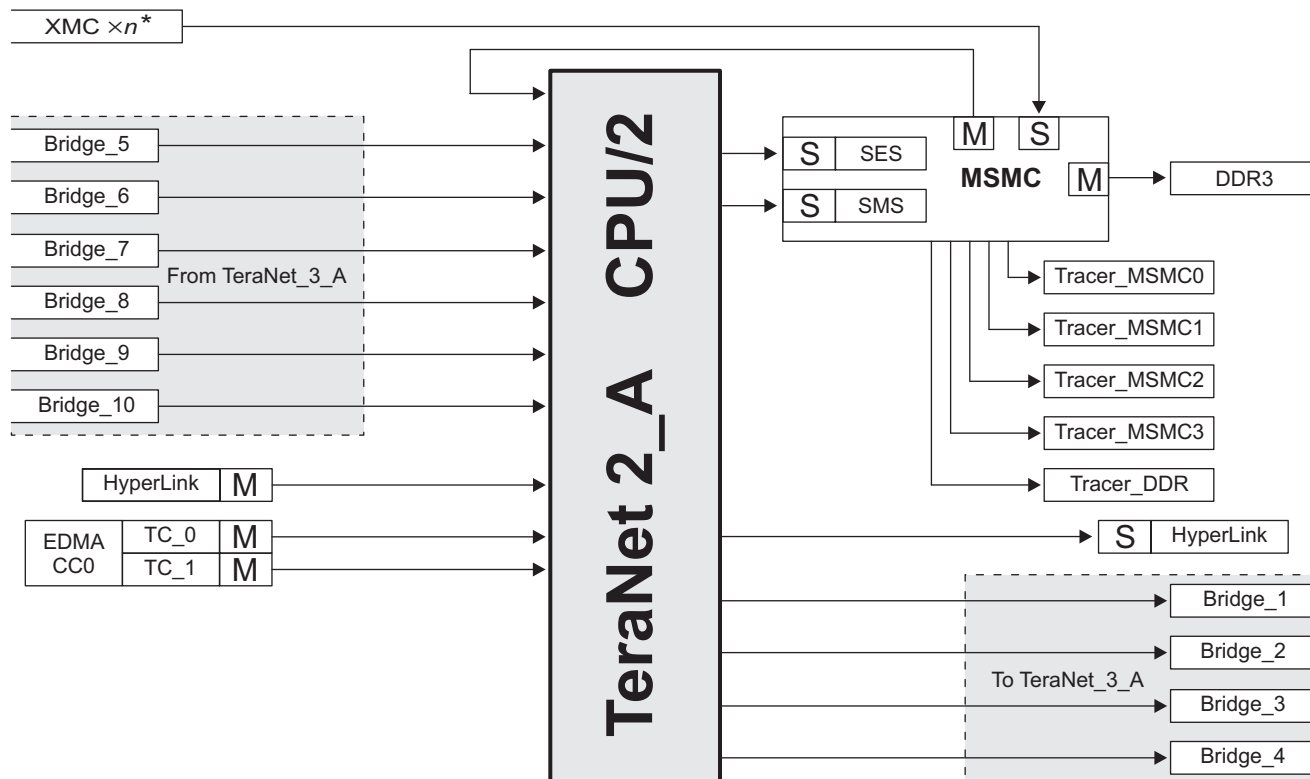 XMC ×n*
Bridge_5
Bridge_6
Bridge_7
From TeraNet_3_A
Bridge_8
Bridge_9
Bridge_10
HyperLink M
EDMA CC0
TC_0 M
TC_1 M
TeraNet 2_A CPU/2
S SES
S SMS
M
S
MSMC
M
DDR3
Tracer_MSMC0
Tracer_MSMC1
Tracer_MSMC2
Tracer_MSMC3
Tracer_DDR
S HyperLink
Bridge_1
Bridge_2
To TeraNet_3_A
Bridge_3
Bridge_4